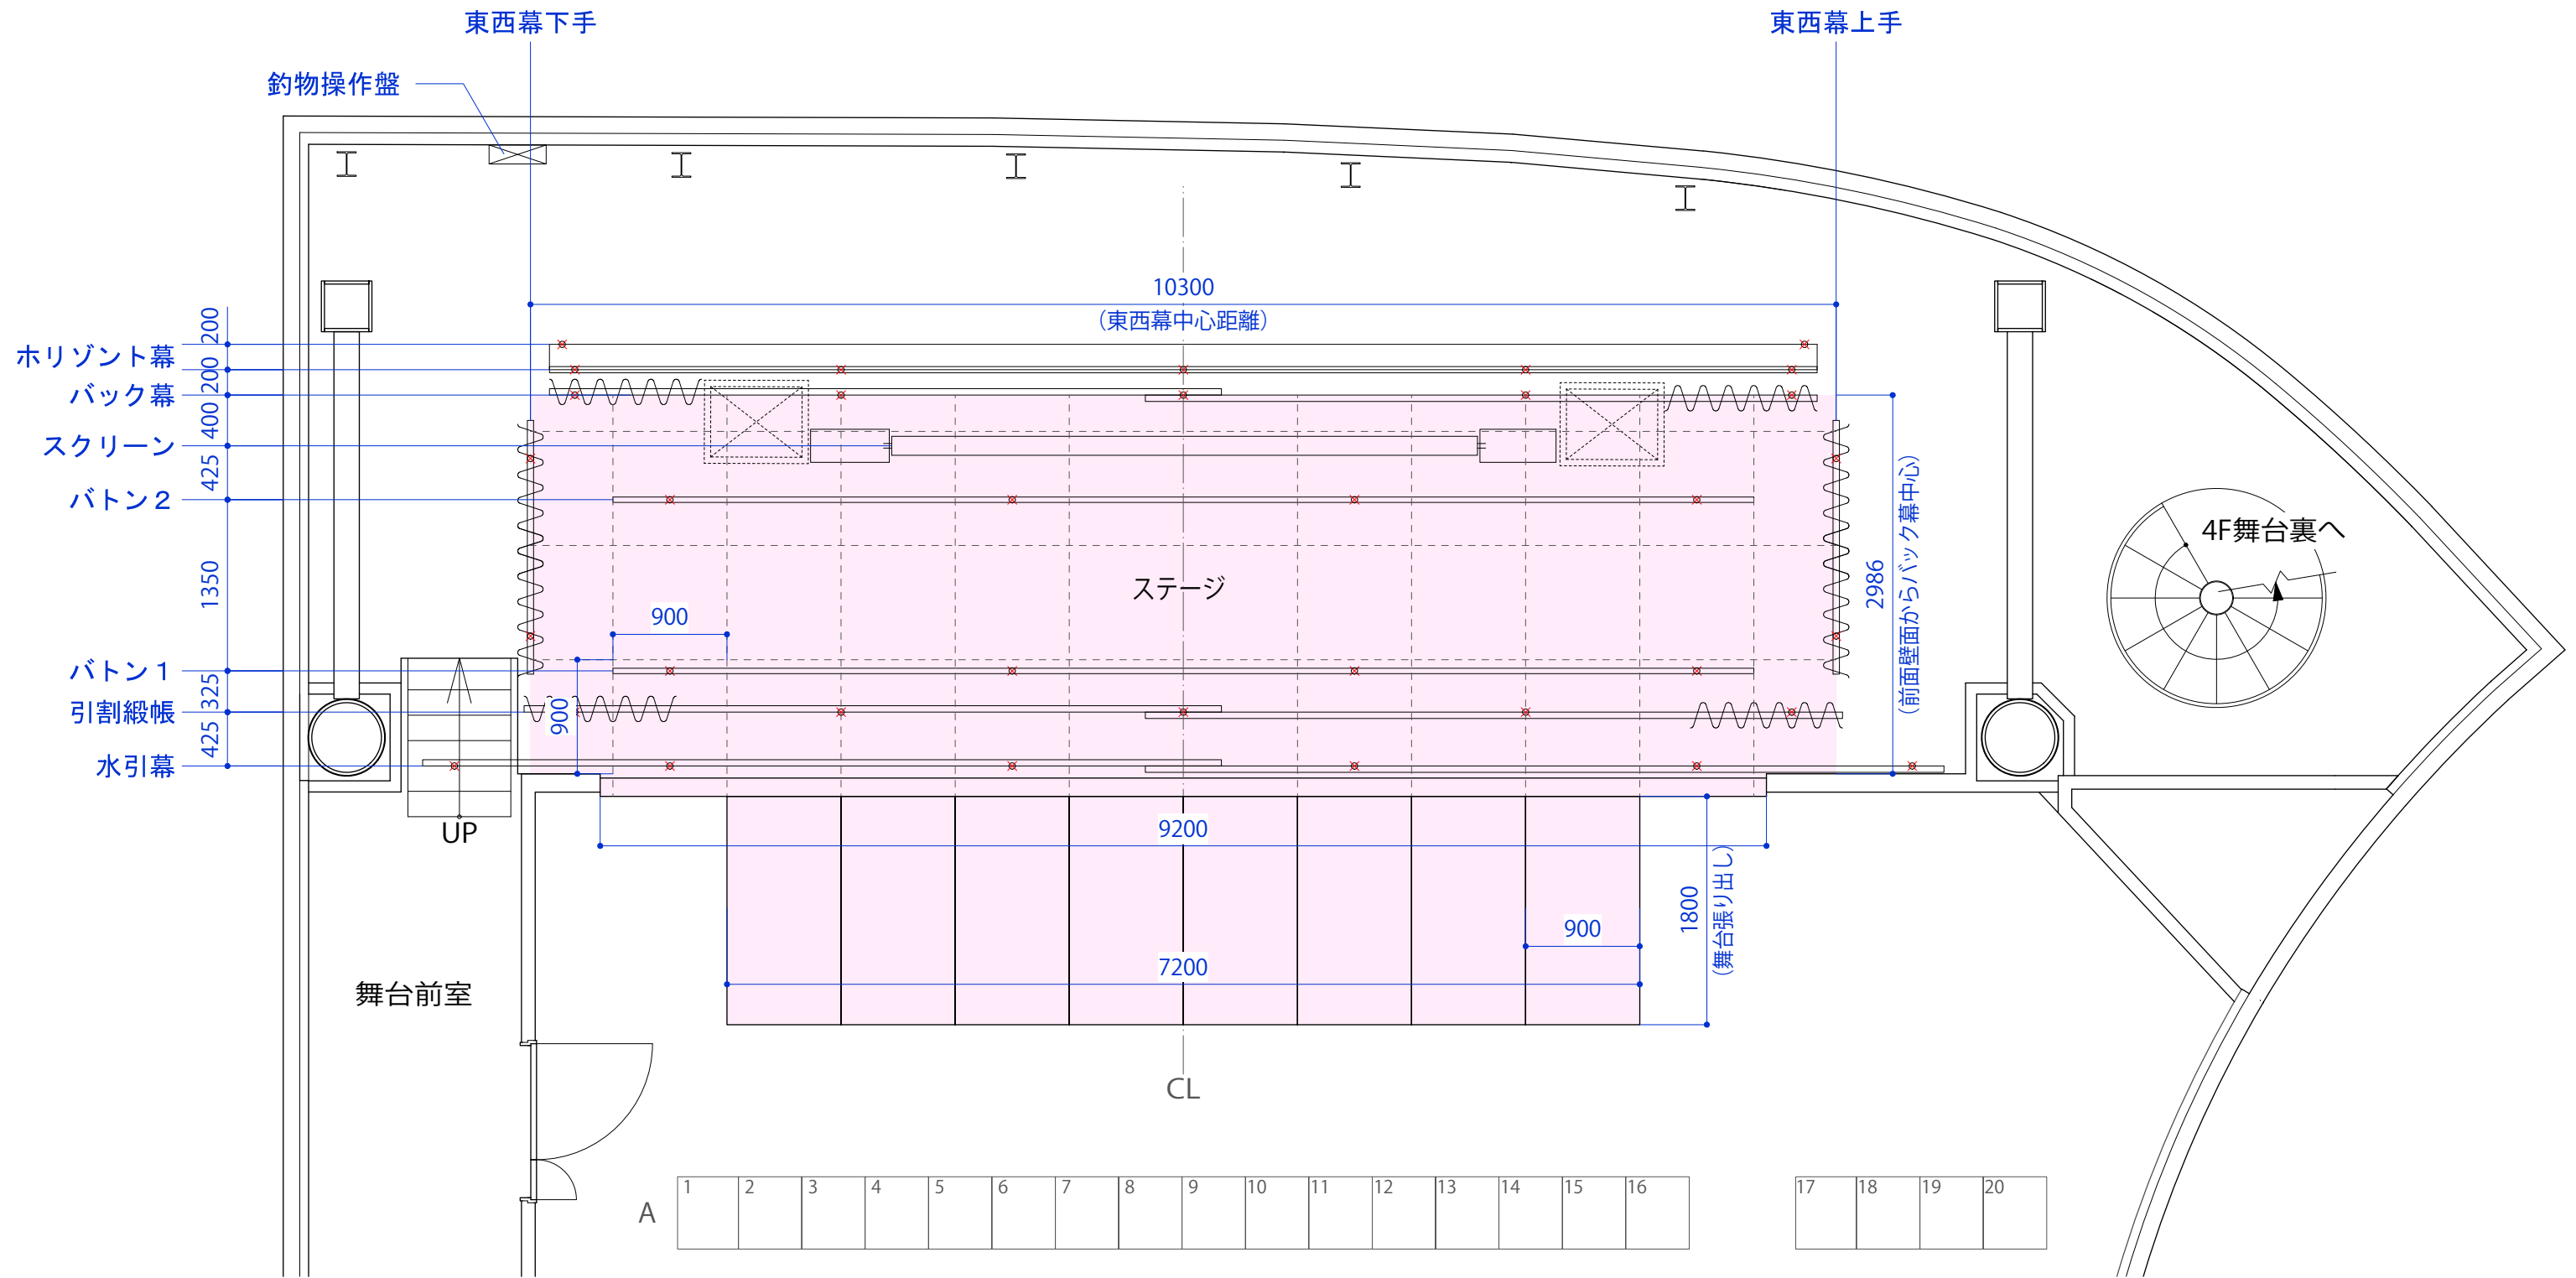 東西幕下手
東西幕上手
釣物操作盤
10300
(東西幕中心距離)
200
ホリゾント幕
200
バック幕
400
スクリーン
425
バトン2
1350
バトン1
325
引割緞帳
425
水引幕
900
900
ステージ
2986
(前面壁面からバック幕中心)
4F舞台裏へ
UP
9200
1800
(舞台張り出し)
900
7200
舞台前室
CL
A 1 2 3 4 5 6 7 8 9 10 11 12 13 14 15 16 17 18 19 20